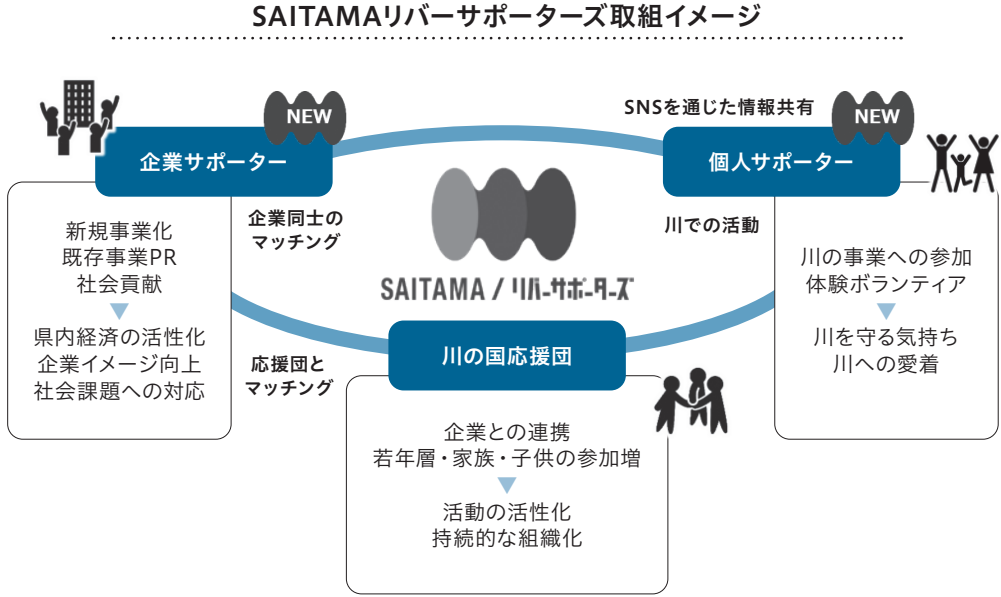 SAITAMAリバーサポーターズ取組イメージ
NEW
企業サポーター
新規事業化
既存事業PR
社会貢献
県内経済の活性化
企業イメージ向上
社会課題への対応
企業同士の
マッチング
応援団と
マッチング
SAITAMA / リバーサポーターズ
SNSを通じた情報共有
NEW
個人サポーター
川での活動
川の事業への参加
体験ボランティア
川を守る気持ち
川への愛着
川の国応援団
企業との連携
若年層・家族・子供の参加増
活動の活性化
持続的な組織化